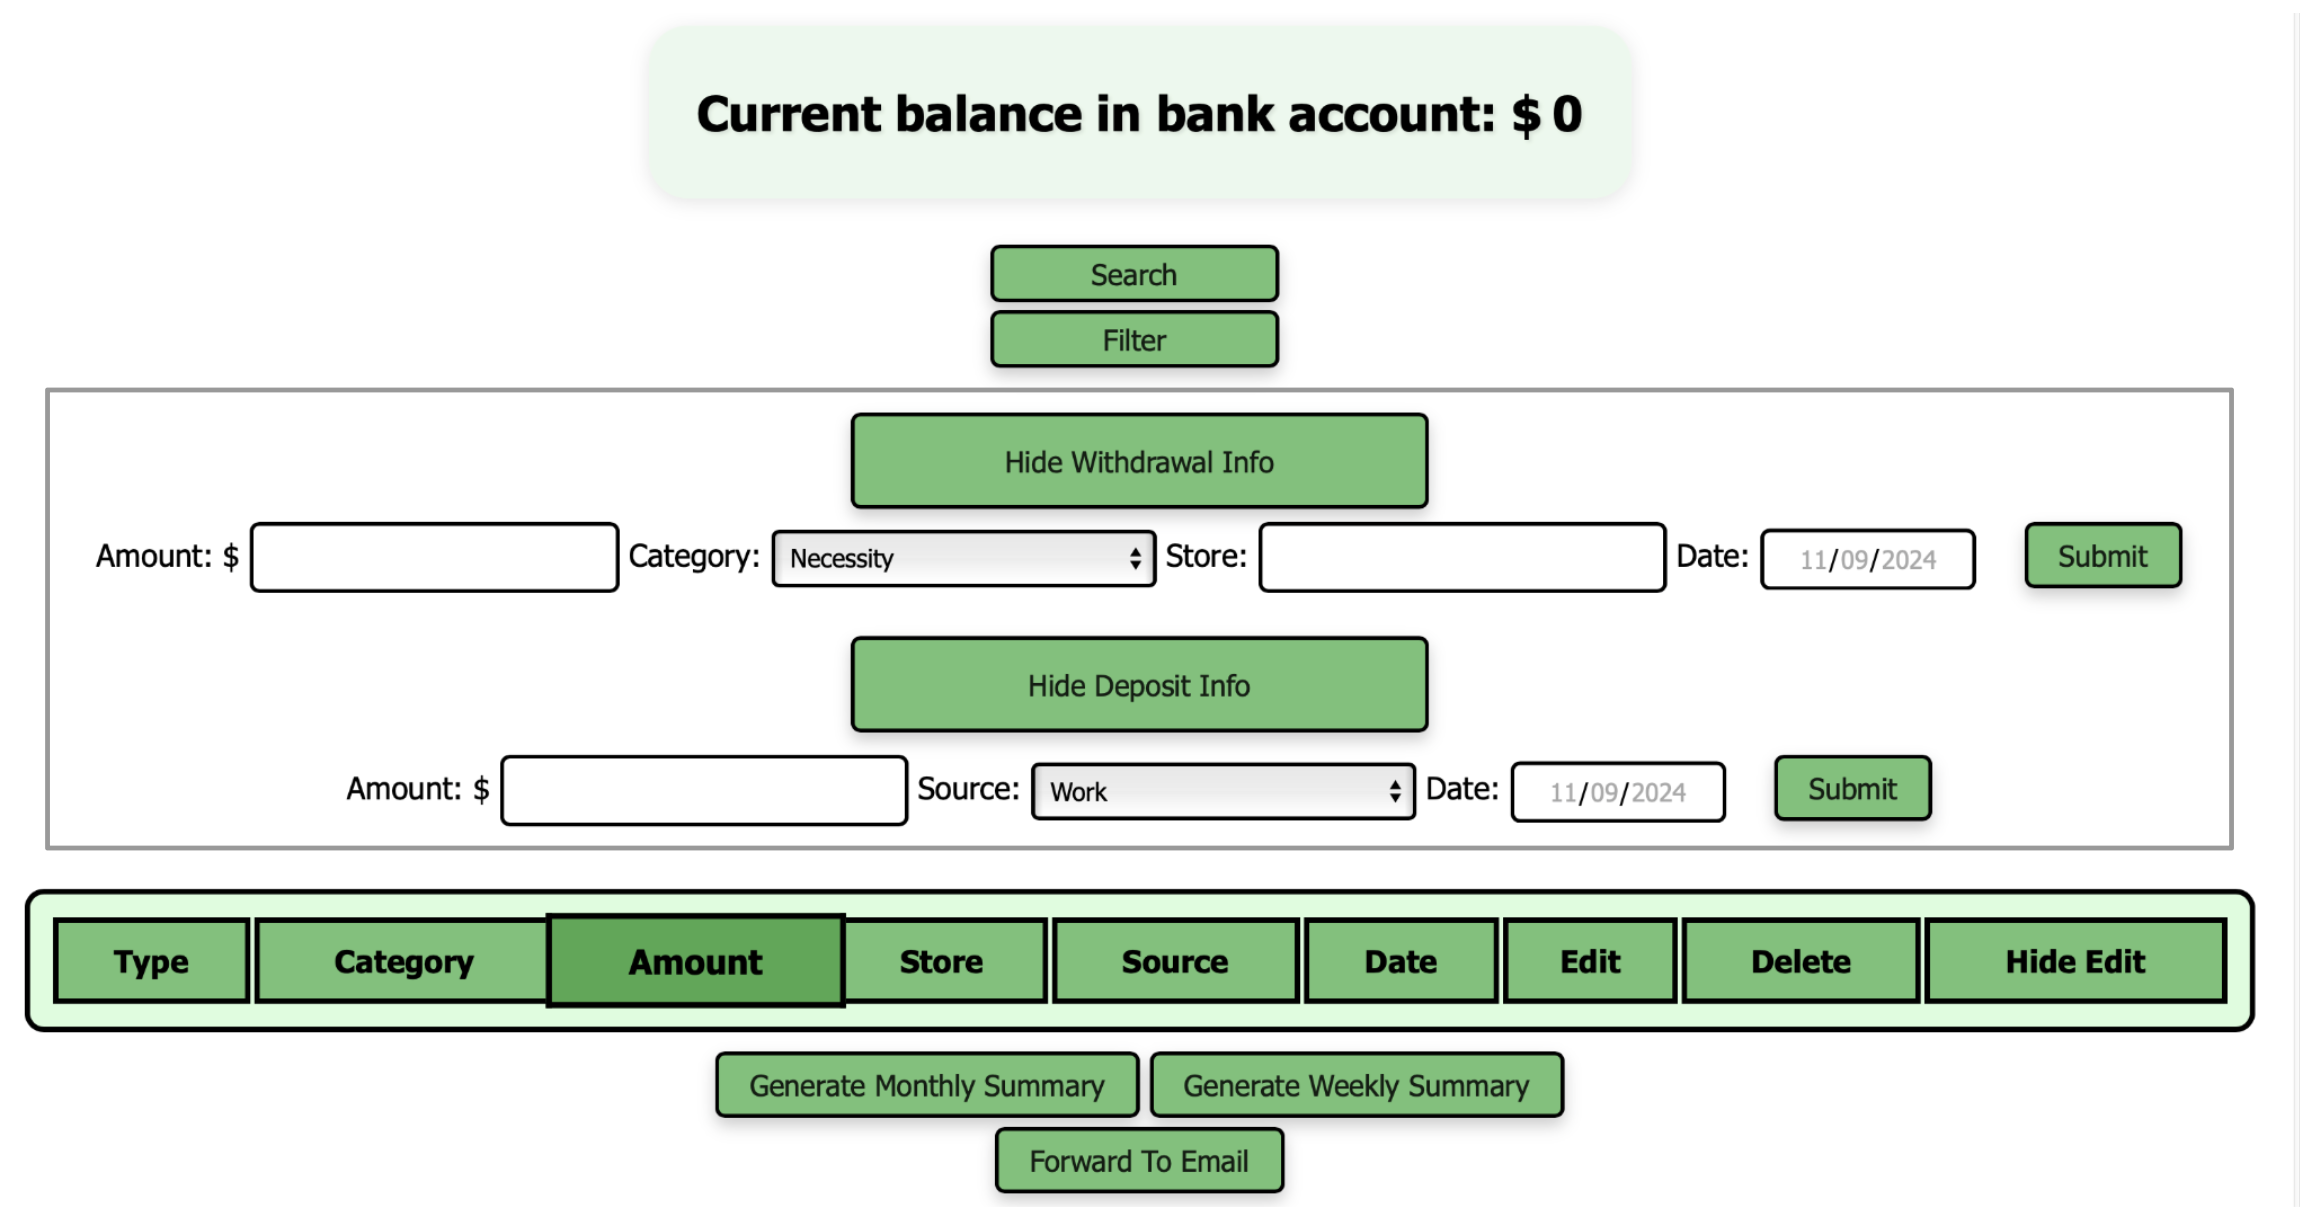 Current balance in bank account: $ 0
Search
Filter
Hide Withdrawal Info
Amount: $ Category: Necessity Store: Date: 11/09/2024 Submit
Hide Deposit Info
Amount: $ Source: Work Date: 11/09/2024 Submit
Type Category Amount Store Source Date Edit Delete Hide Edit
Generate Monthly Summary Generate Weekly Summary
Forward To Email